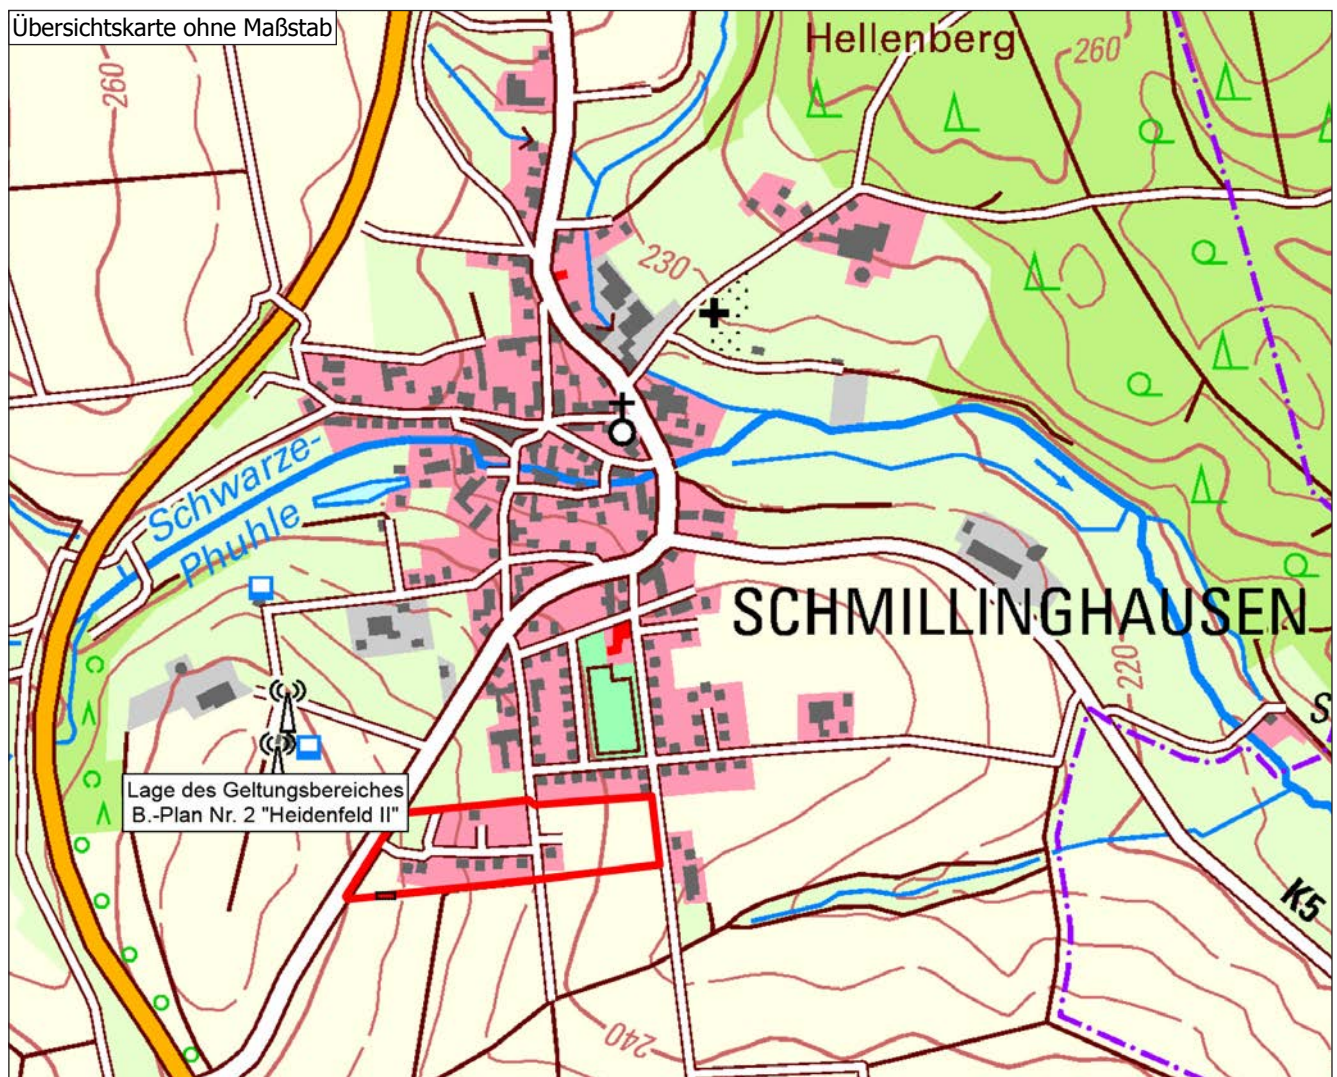 Übersichtskarte ohne Maßstab
Hellenberg
260
260
230
Schwarze-
Phuhle
SCHMILLINGHAUSEN
220
S
Lage des Geltungsbereiches
B.-Plan Nr. 2 "Heidenfeld II"
K5
240